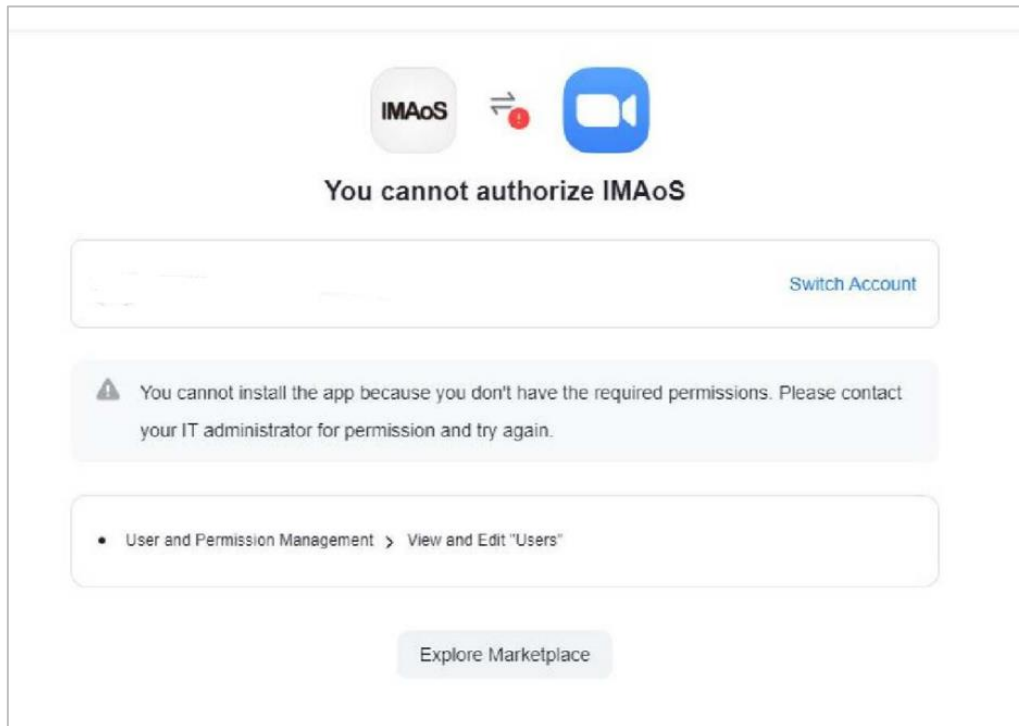 IMAoS
You cannot authorize IMAoS
Switch Account
You cannot install the app because you don't have the required permissions. Please contact
your IT administrator for permission and try again.
• User and Permission Management > View and Edit "Users"
Explore Marketplace